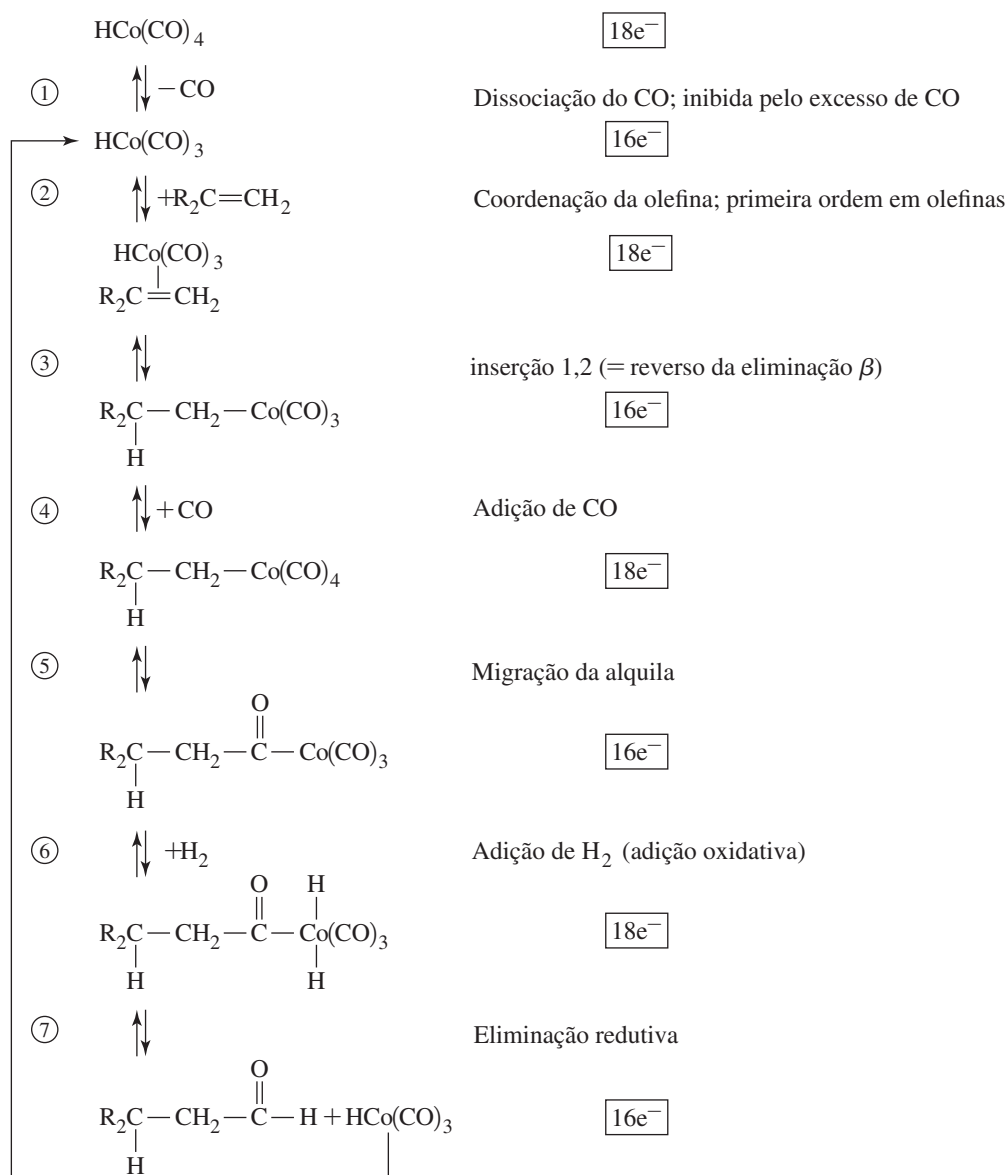 HCo(CO)₄ 18e⁻
① −CO Dissociação do CO; inibida pelo excesso de CO
HCo(CO)₃ 16e⁻
② +R₂C=CH₂ Coordenação da olefina; primeira ordem em olefinas
HCo(CO)₃ 18e⁻
R₂C=CH₂
③ inserção 1,2 (= reverso da eliminação β)
R₂C—CH₂—Co(CO)₃ 16e⁻
H
④ +CO Adição de CO
R₂C—CH₂—Co(CO)₄ 18e⁻
H
⑤ Migração da alquila
O
R₂C—CH₂—C—Co(CO)₃ 16e⁻
H
⑥ +H₂ Adição de H₂ (adição oxidativa)
O H
R₂C—CH₂—C—Co(CO)₃ 18e⁻
H H
⑦ Eliminação redutiva
O
R₂C—CH₂—C—H+HCo(CO)₃ 16e⁻
H